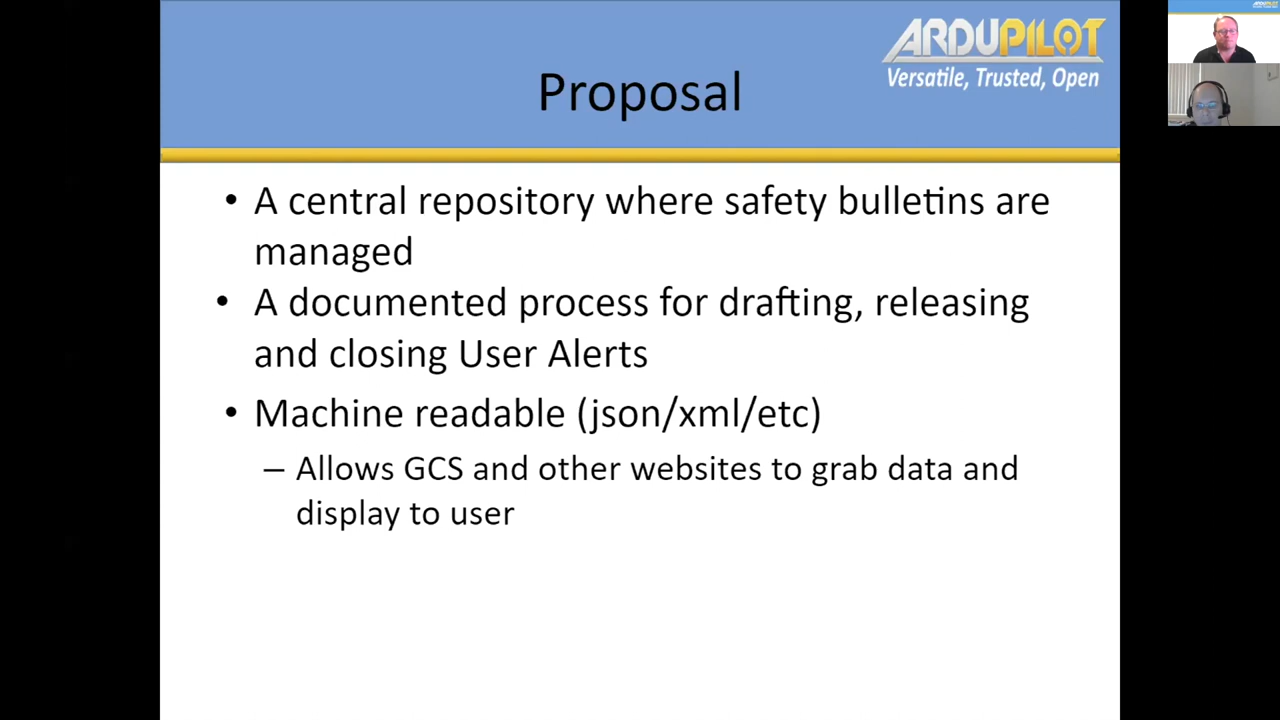 ARDUPILOT
Versatile, Trusted, Open
Proposal
• A central repository where safety bulletins are
managed
• A documented process for drafting, releasing
and closing User Alerts
• Machine readable (json/xml/etc)
– Allows GCS and other websites to grab data and
display to user
ARDUPILOT